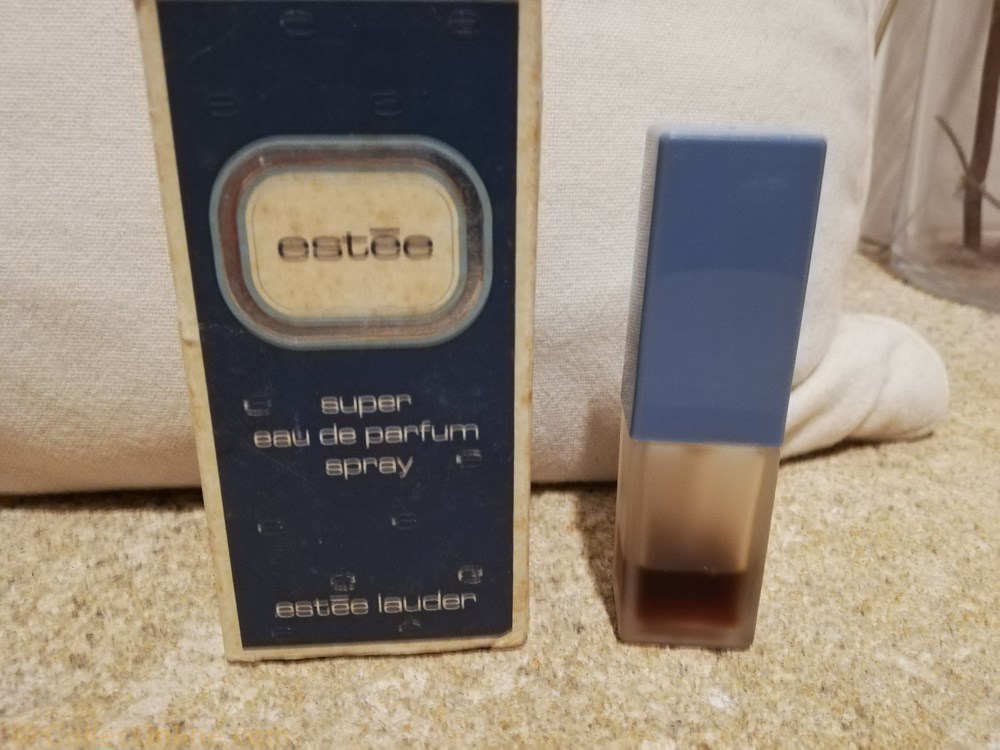 estēe
super
eau de parfum
spray
estēe lauder